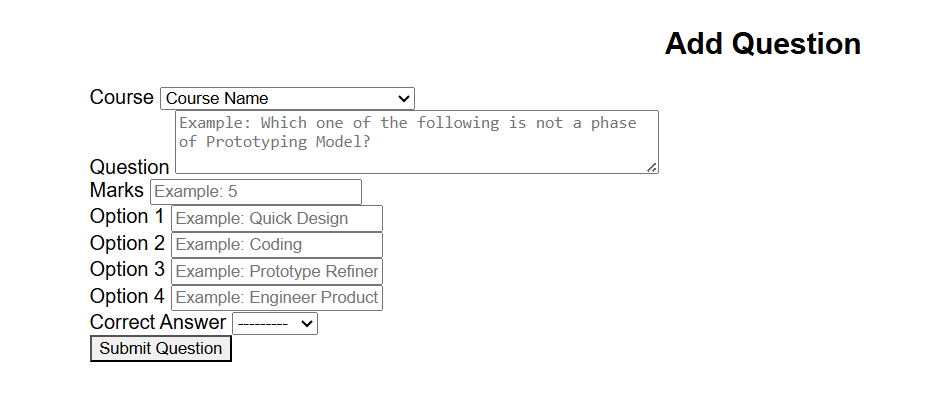 Add Question
Course Course Name
Example: Which one of the following is not a phase
of Prototyping Model?
Question
Marks Example: 5
Option 1 Example: Quick Design
Option 2 Example: Coding
Option 3 Example: Prototype Refiner
Option 4 Example: Engineer Product
Correct Answer ---------
Submit Question